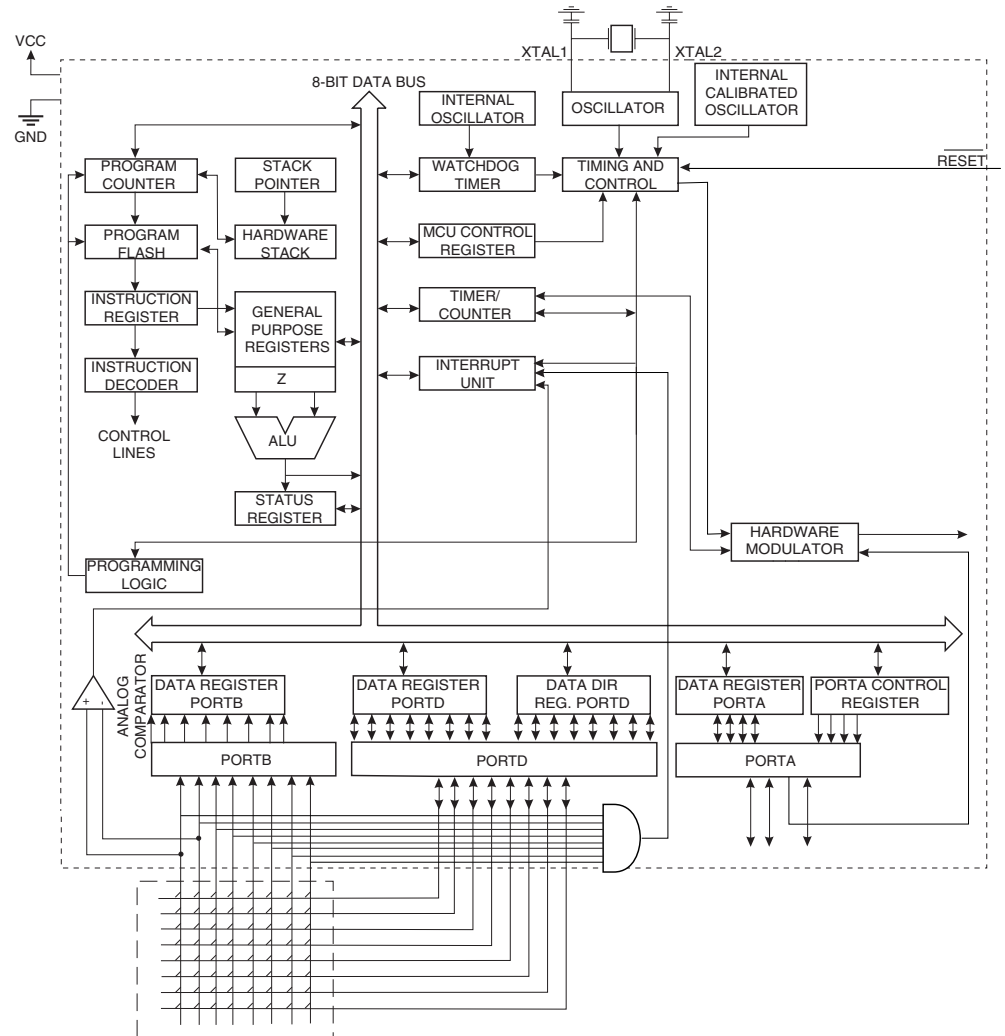 XTAL1
XTAL2
VCC
GND
8-BIT DATA BUS
INTERNAL
OSCILLATOR
OSCILLATOR
INTERNAL
CALIBRATED
OSCILLATOR
RESET
PROGRAM
COUNTER
STACK
POINTER
WATCHDOG
TIMER
TIMING AND
CONTROL
PROGRAM
FLASH
HARDWARE
STACK
MCU CONTROL
REGISTER
INSTRUCTION
REGISTER
GENERAL
PURPOSE
REGISTERS
TIMER/
COUNTER
INSTRUCTION
DECODER
Z
INTERRUPT
UNIT
CONTROL
LINES
ALU
STATUS
REGISTER
HARDWARE
MODULATOR
PROGRAMMING
LOGIC
+ -
ANALOG
COMPARATOR
DATA REGISTER
PORTB
DATA REGISTER
PORTD
DATA DIR
REG. PORTD
DATA REGISTER
PORTA
PORTA CONTROL
REGISTER
PORTB
PORTD
PORTA